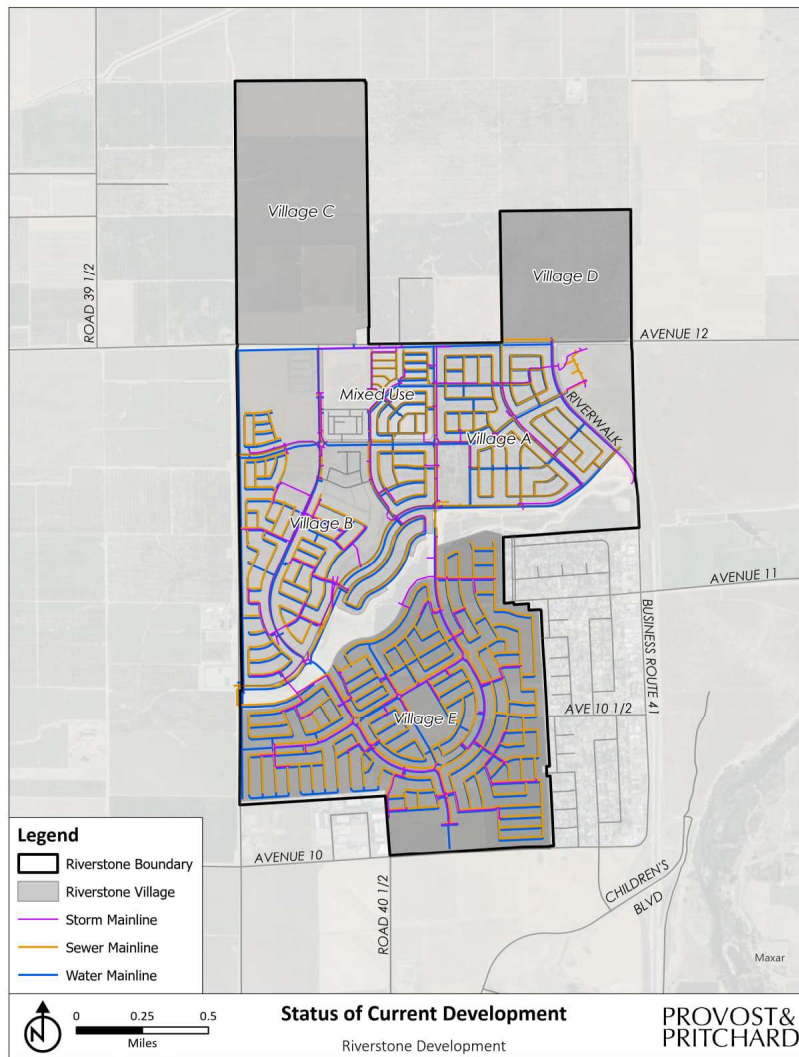 Village C
Village D
ROAD 39 1/2
AVENUE 12
Mixed Use
RIVERWALK
Village A
Village B
AVENUE 11
BUSINESS ROUTE 41
AVE 10 1/2
Village E
Legend
Riverstone Boundary
Riverstone Village
Storm Mainline
Sewer Mainline
Water Mainline
AVENUE 10
ROAD 40 1/2
CHILDREN'S
BLVD
Maxar
N
0 0.25 0.5
Miles
Status of Current Development
Riverstone Development
PROVOST&
PRITCHARD